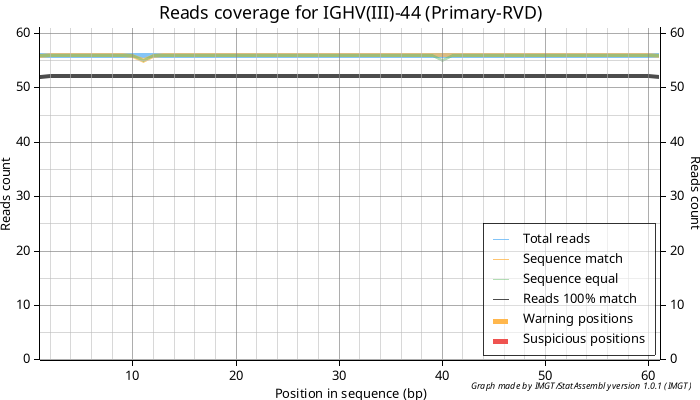 Reads coverage for IGHV(III)-44 (Primary-RVD)
60 60
50 50
40 40
30 30
20 20
10 10
0 0
Reads count
Reads count
Total reads
Sequence match
Sequence equal
Reads 100% match
Warning positions
Suspicious positions
10 20 30 40 50 60
Position in sequence (bp)
Graph made by IMGT/StatAssembly version 1.0.1 (IMGT)